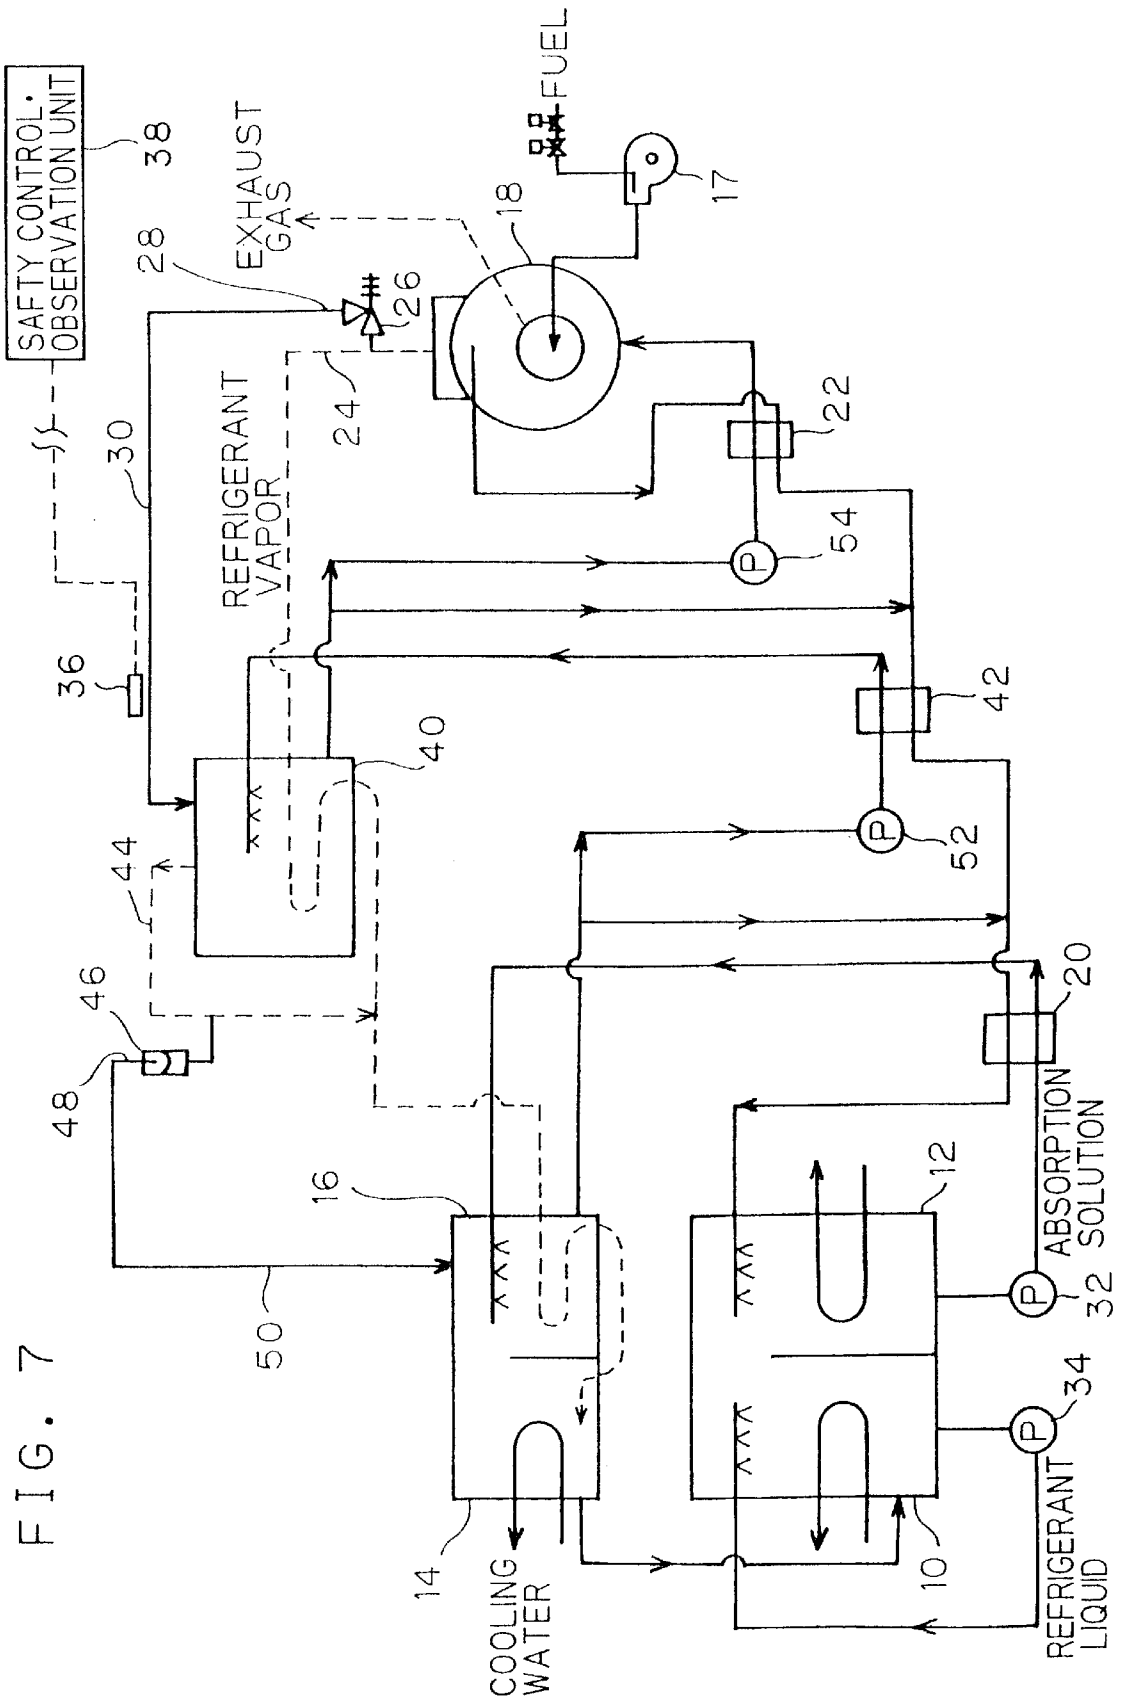 FIG. 7
SAFTY CONTROL·
OBSERVATION UNIT
38
36
30
28
EXHAUST
GAS
FUEL
17
18
26
24
REFRIGERANT
VAPOR
22
P
54
40
42
44
P
52
46
48
50
16
20
ABSORPTION
SOLUTION
12
P
32
14
COOLING
WATER
10
P
34
REFRIGERANT
LIQUID